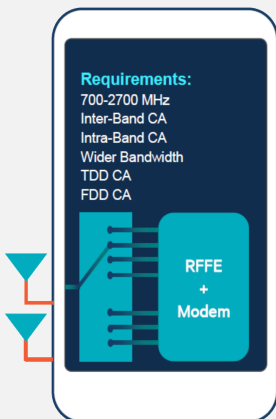 Requirements:
700-2700 MHz
Inter-Band CA
Intra-Band CA
Wider Bandwidth
TDD CA
FDD CA
RFFE
+
Modem